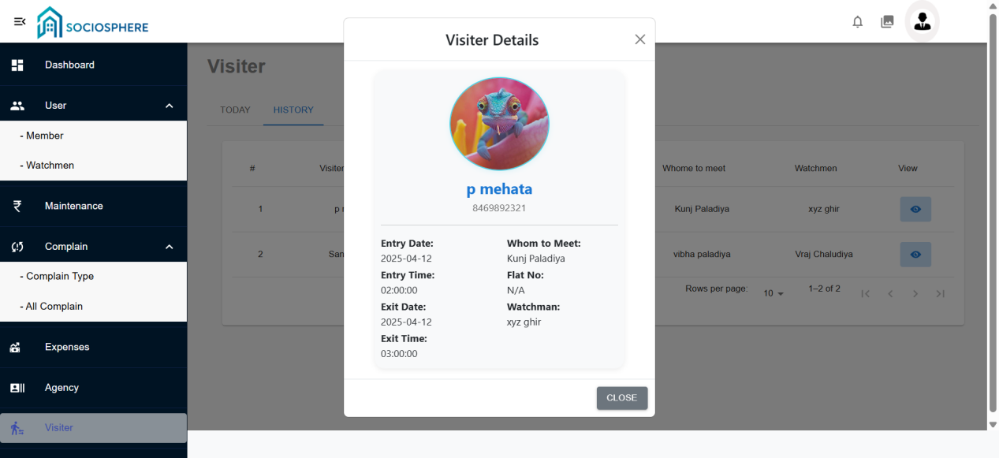 SOCIOSPHERE
Dashboard
User
- Member
- Watchmen
Maintenance
Complain
- Complain Type
- All Complain
Expenses
Agency
Visiter
Visiter
TODAY HISTORY
# Visiter Whome to meet Watchmen View
1 p Kunj Paladiya xyz ghir
2 San vibha paladiya Vraj Chaludiya
Rows per page: 10 1–2 of 2
Visiter Details
p mehata
8469892321
Entry Date:
2025-04-12
Entry Time:
02:00:00
Exit Date:
2025-04-12
Exit Time:
03:00:00
Whom to Meet:
Kunj Paladiya
Flat No:
N/A
Watchman:
xyz ghir
CLOSE